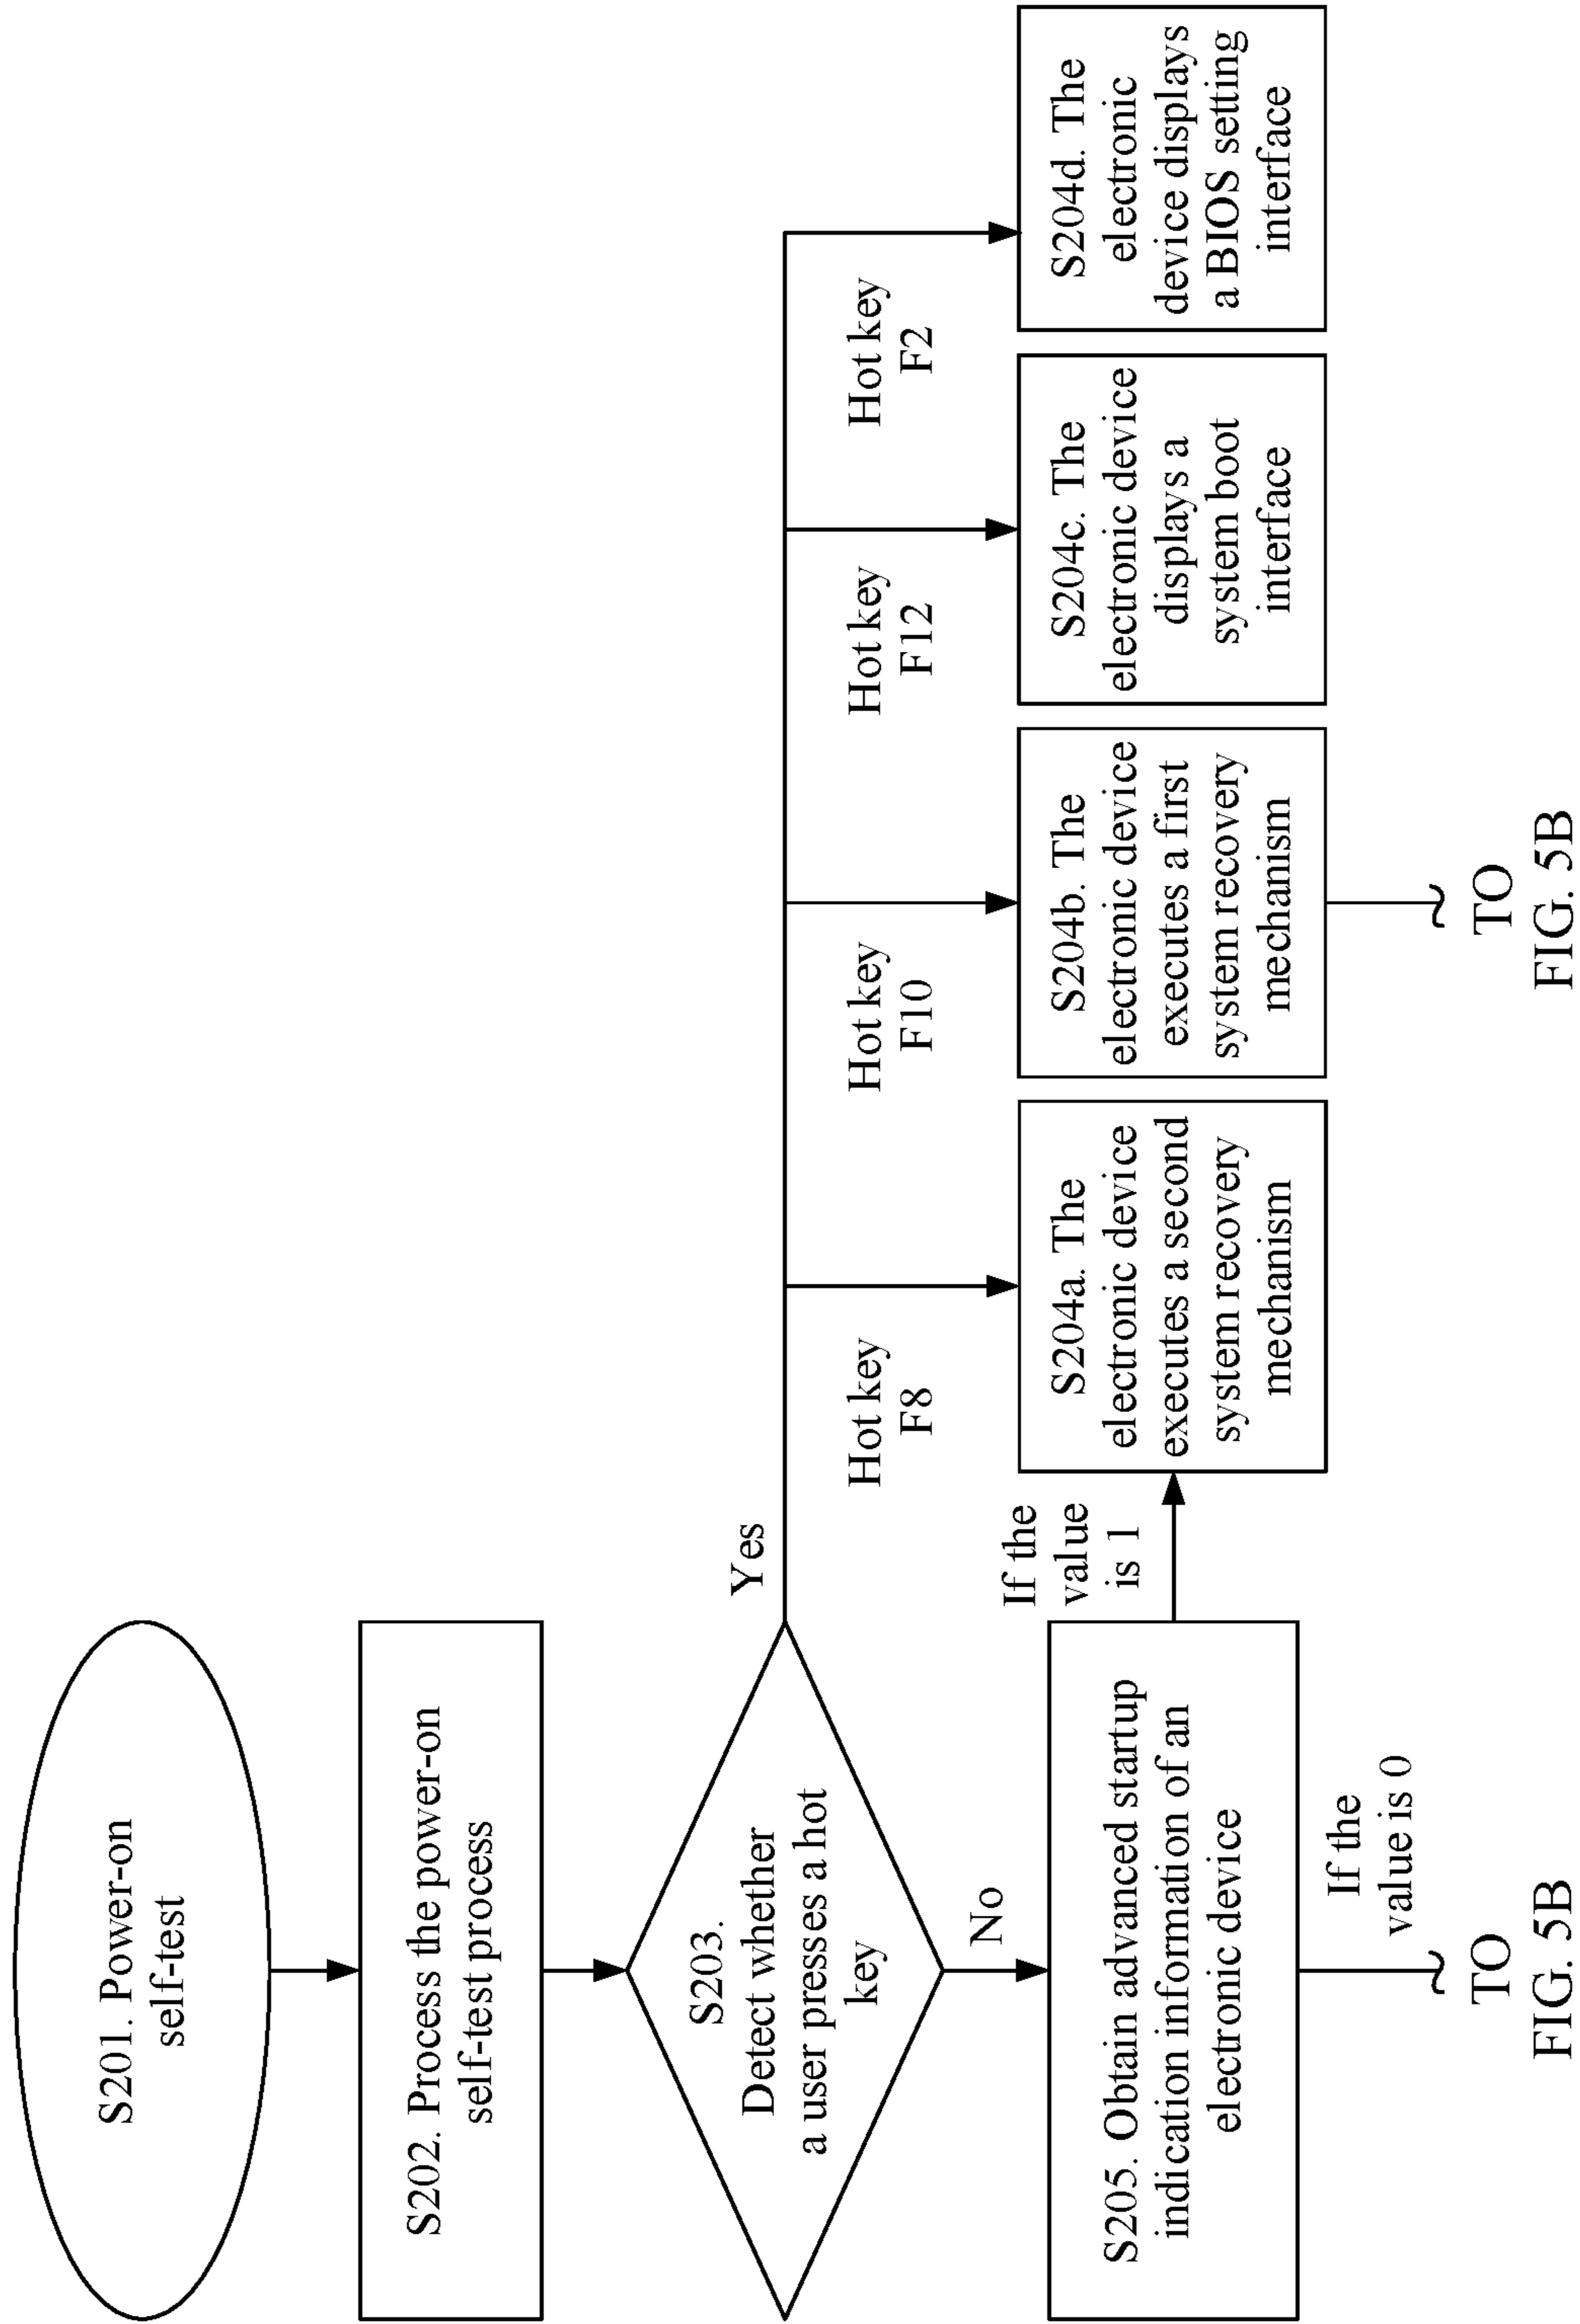 S201. Power-on
self-test
S202. Process the power-on
self-test process
S203.
Detect whether
a user presses a hot
key
Yes
No
Hot key
F8
Hot key
F10
Hot key
F12
Hot key
F2
S205. Obtain advanced startup
indication information of an
electronic device
If the
value
is 1
S204a. The
electronic device
executes a second
system recovery
mechanism
S204b. The
electronic device
executes a first
system recovery
mechanism
S204c. The
electronic device
displays a
system boot
interface
S204d. The
electronic
device displays
a BIOS setting
interface
If the
value is 0
TO
FIG. 5B
TO
FIG. 5B